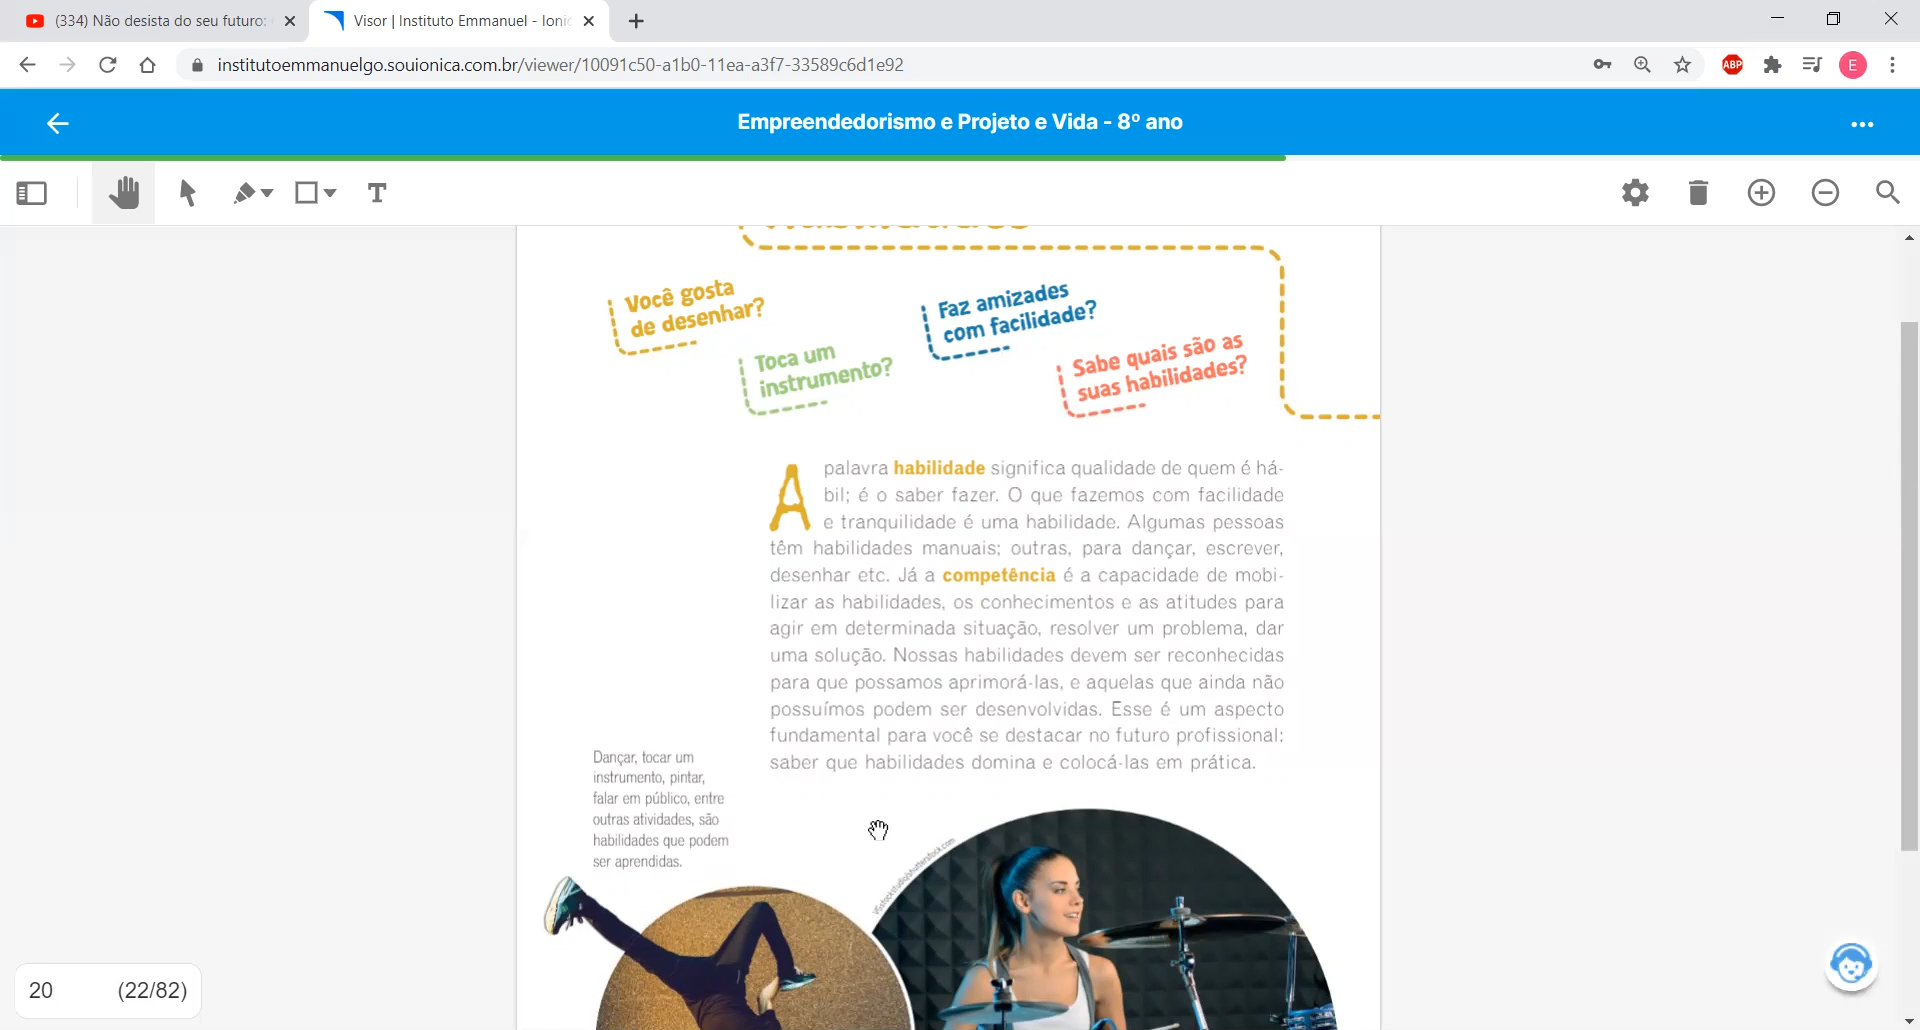 (334) Não desista do seu futuro:
Visor | Instituto Emmanuel - Ionic
institutoemmanuelgo.souionica.com.br/viewer/10091c50-a1b0-11ea-a3f7-33589c6d1e92
ABP
E
Empreendedorismo e Projeto e Vida - 8º ano
T
Você gosta
de desenhar?
Faz amizades
com facilidade?
Toca um
instrumento?
Sabe quais são as
suas habilidades?
A palavra habilidade significa qualidade de quem é há-
bil; é o saber fazer. O que fazemos com facilidade
e tranquilidade é uma habilidade. Algumas pessoas
têm habilidades manuais; outras, para dançar, escrever,
desenhar etc. Já a competência é a capacidade de mobi-
lizar as habilidades, os conhecimentos e as atitudes para
agir em determinada situação, resolver um problema, dar
uma solução. Nossas habilidades devem ser reconhecidas
para que possamos aprimorá-las, e aquelas que ainda não
possuímos podem ser desenvolvidas. Esse é um aspecto
fundamental para você se destacar no futuro profissional:
saber que habilidades domina e colocá-las em prática.
Dançar, tocar um
instrumento, pintar,
falar em público, entre
outras atividades, são
habilidades que podem
ser aprendidas.
20 (22/82)